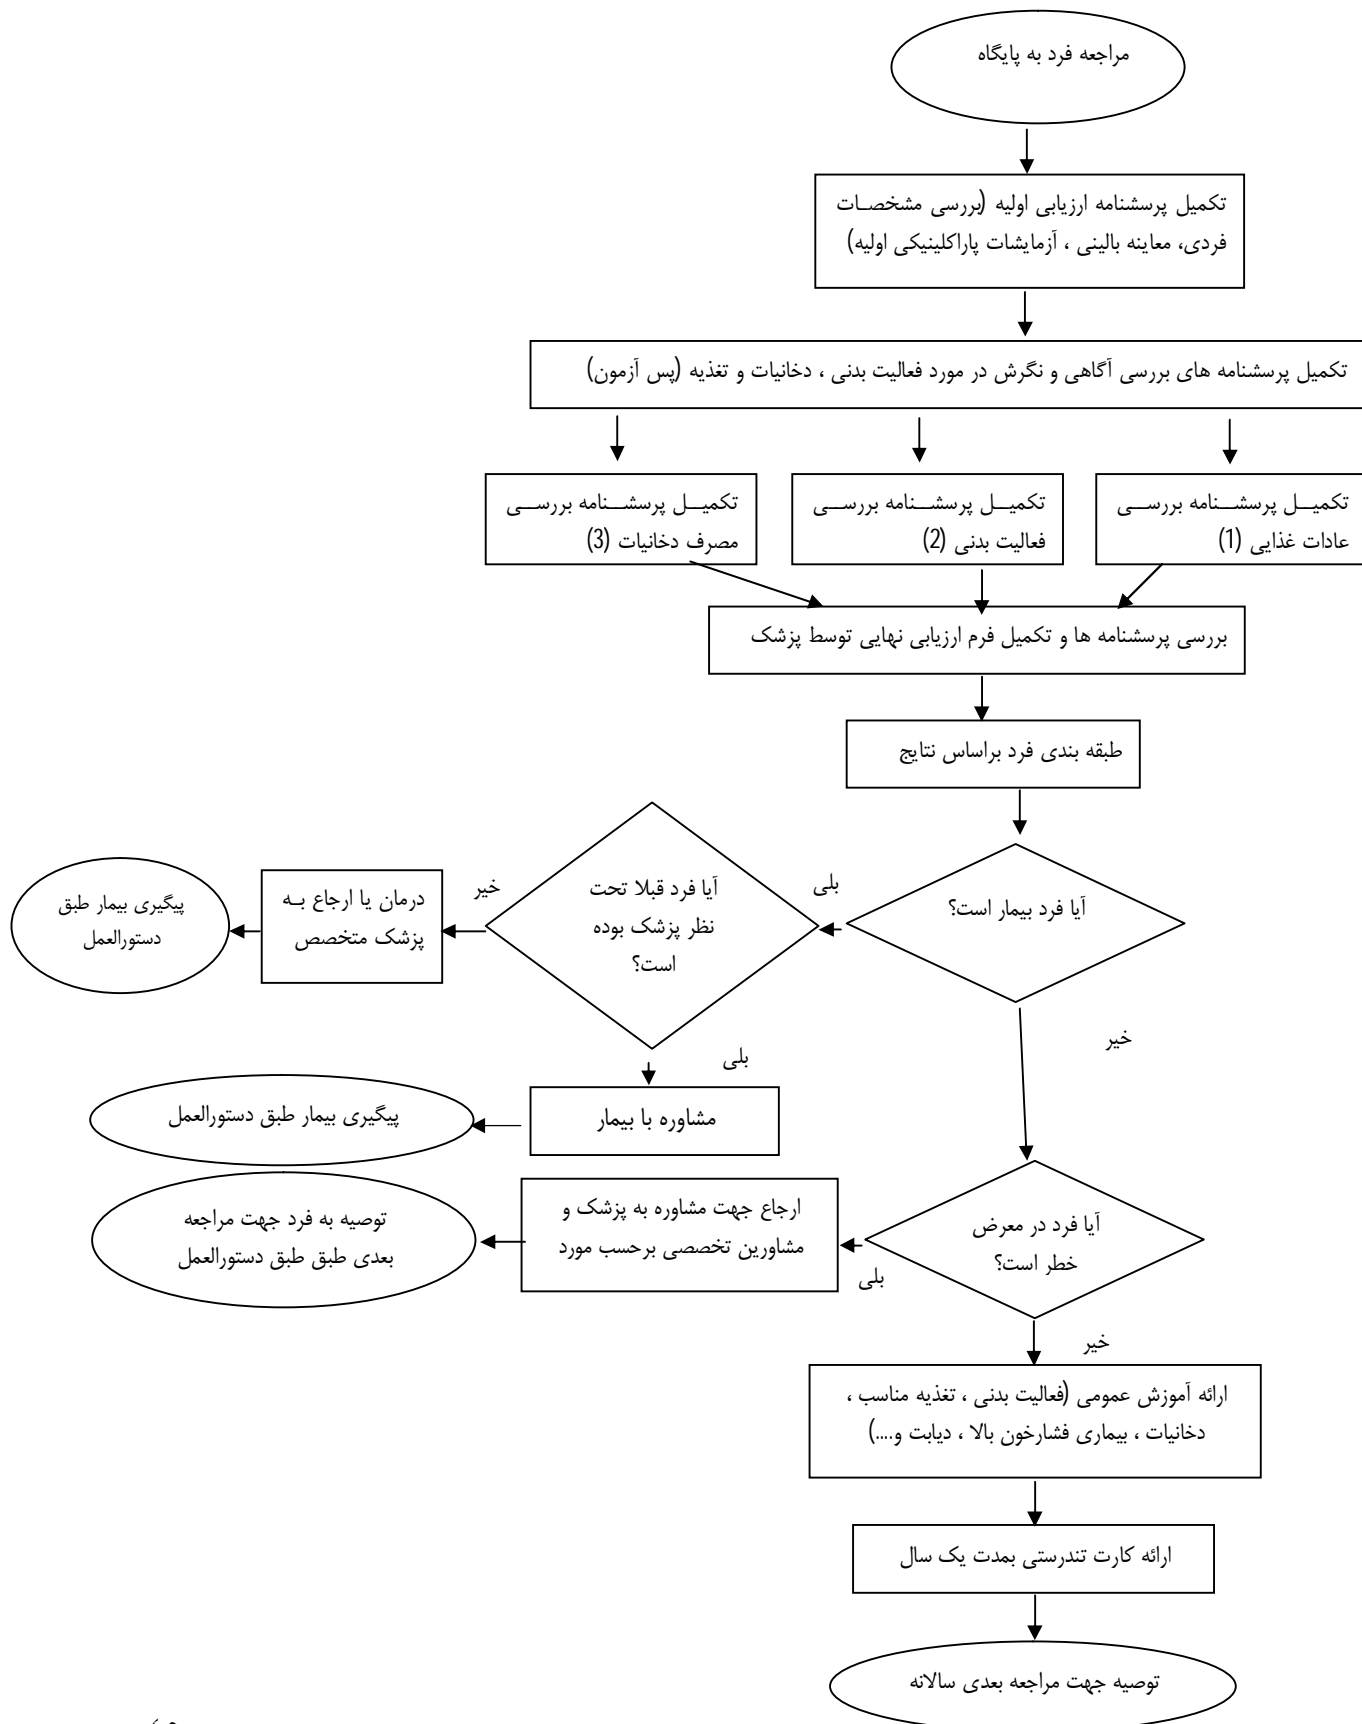 مراجعه فرد به پایگاه
تکمیل پرسشنامه ارزیابی اولیه (بررسی مشخصات
فردی، معاینه بالینی ، آزمایشات پاراکلینیکی اولیه)
تکمیل پرسشنامه های بررسی آگاهی و نگرش در مورد فعالیت بدنی ، دخانیات و تغذیه (پس آزمون)
تکمیل پرسشنامه بررسی
عادات غذایی (1)
تکمیل پرسشنامه بررسی
فعالیت بدنی (2)
تکمیل پرسشنامه بررسی
مصرف دخانیات (3)
بررسی پرسشنامه ها و تکمیل فرم ارزیابی نهایی توسط پزشک
طبقه بندی فرد براساس نتایج
آیا فرد بیمار است؟
بلی
آیا فرد قبلا تحت
نظر پزشک بوده
است؟
خیر
درمان یا ارجاع به
پزشک متخصص
پیگیری بیمار طبق
دستورالعمل
خیر
بلی
مشاوره با بیمار
پیگیری بیمار طبق دستورالعمل
آیا فرد در معرض
خطر است؟
بلی
ارجاع جهت مشاوره به پزشک و
مشاورین تخصصی برحسب مورد
توصیه به فرد جهت مراجعه
بعدی طبق طبق دستورالعمل
خیر
ارائه آموزش عمومی (فعالیت بدنی ، تغذیه مناسب ،
دخانیات ، بیماری فشارخون بالا ، دیابت و....)
ارائه کارت تندرستی بمدت یک سال
توصیه جهت مراجعه بعدی سالانه